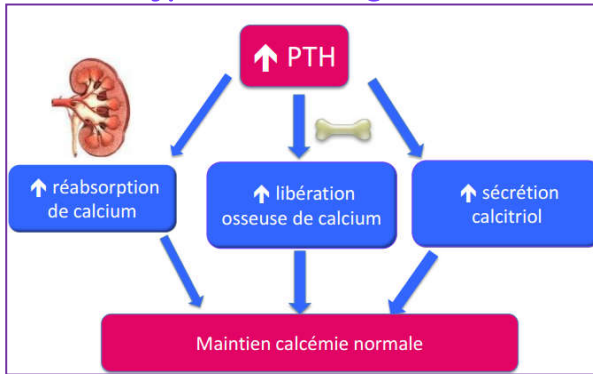 ↑ PTH
↑ réabsorption
de calcium
↑ libération
osseuse de calcium
↑ sécrétion
calcitriol
Maintien calcémie normale